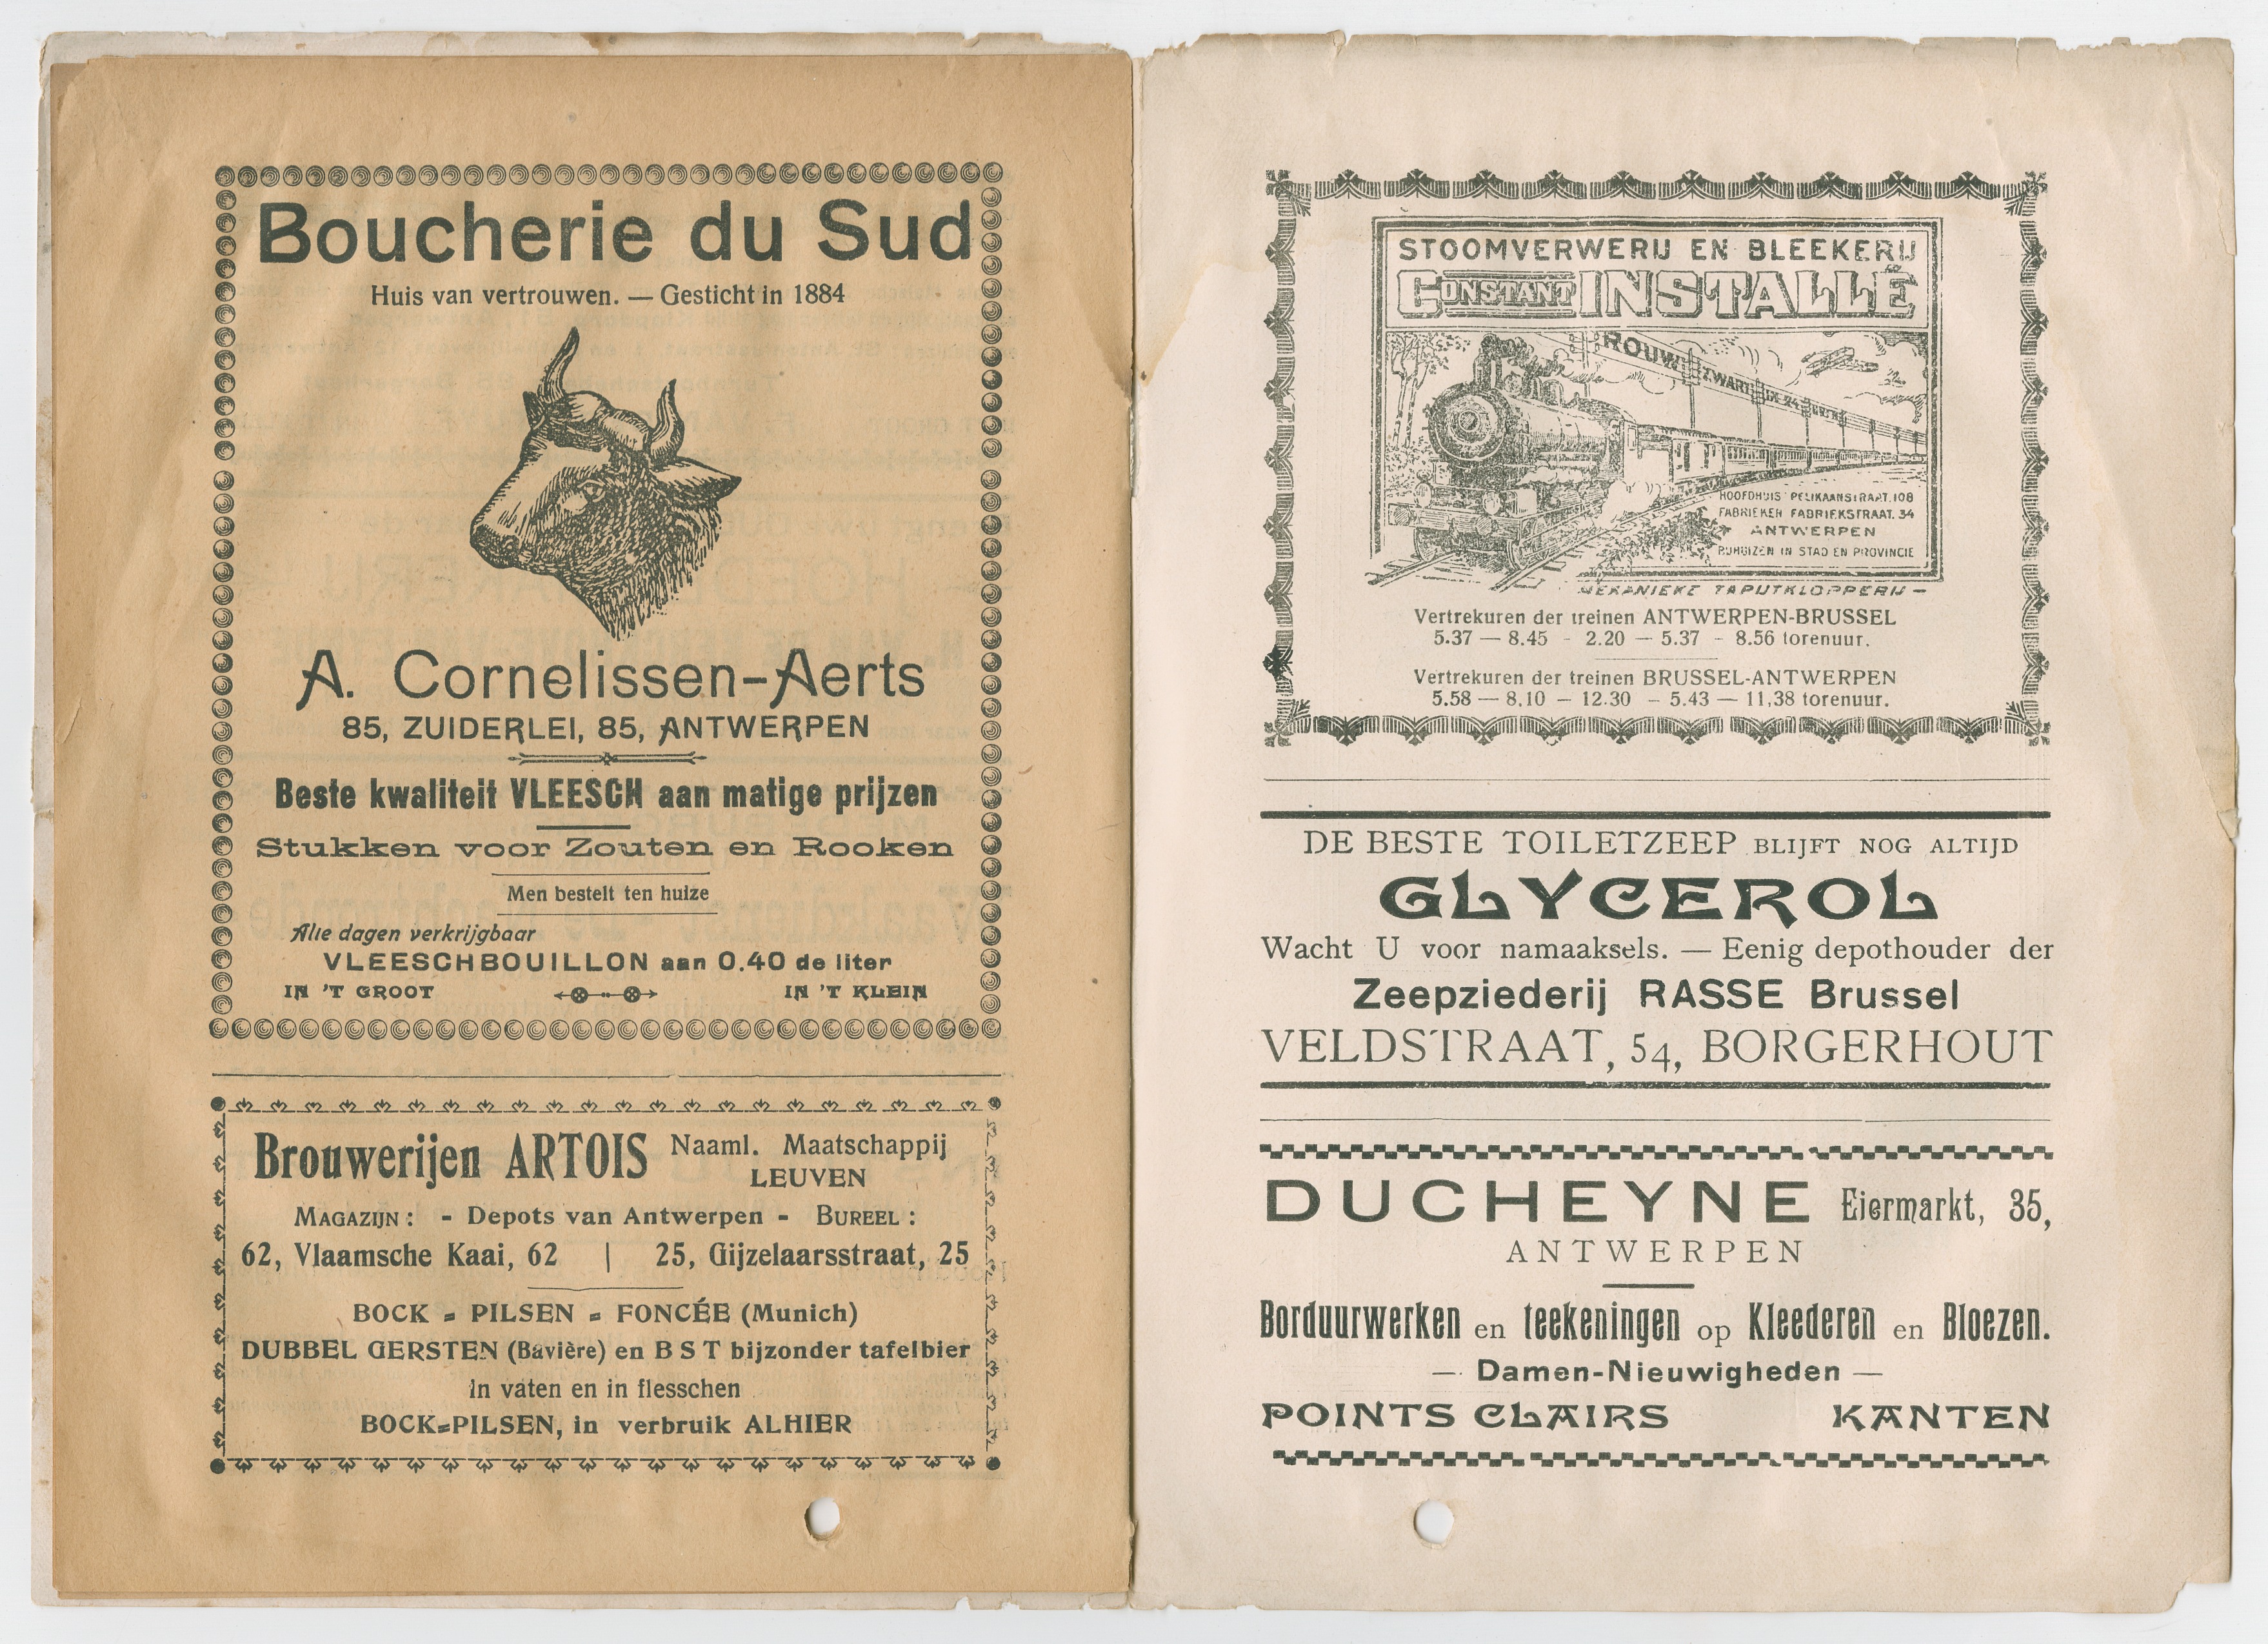 Boucherie du Sud
Huis van vertrouwen. — Gesticht in 1884
A. Cornelissen-Aerts
85, ZUIDERLEI, 85, ANTWERPEN
Beste kwaliteit VLEESCH aan matige prijzen
Stukken voor Zouten en Rooken
Men bestelt ten huize
Alle dagen verkrijgbaar
VLEESCHBOUILLON aan 0.40 de liter
IN 'T GROOT IN 'T KLEIN
Brouwerijen ARTOIS Naaml. Maatschappij
LEUVEN
MAGAZIJN : - Depots van Antwerpen - BUREEL :
62, Vlaamsche Kaai, 62 | 25, Gijzelaarsstraat, 25
BOCK = PILSEN = FONCÉE (Munich)
DUBBEL GERSTEN (Bavière) en B S T bijzonder tafelbier
In vaten en in flesschen
BOCK=PILSEN, in verbruik ALHIER
STOOMVERWERIJ EN BLEEKERIJ
CONSTANT INSTALLÉ
ROUW ZWART IN 24 UREN
HOOFDHUIS PELIKAANSTRAAT. 108
FABRIEKEN FABRIEKSTRAAT. 34
ANTWERPEN
BIJHUIZEN IN STAD EN PROVINCIE
MEKANIEKE TAPIJTKLOPPERIJ —
Vertrekuren der treinen ANTWERPEN-BRUSSEL
5.37 — 8.45 - 2.20 — 5.37 - 8.56 torenuur.
Vertrekuren der treinen BRUSSEL-ANTWERPEN
5.58 — 8,10 — 12.30 - 5.43 — 11,38 torenuur.
DE BESTE TOILETZEEP BLIJFT NOG ALTIJD
GLYCEROL
Wacht U voor namaaksels. — Eenig depothouder der
Zeepziederij RASSE Brussel
VELDSTRAAT, 54, BORGERHOUT
DUCHEYNE Eiermarkt, 35,
ANTWERPEN
Borduurwerken en teekeningen op Kleederen en Bloezen.
— Damen-Nieuwigheden —
POINTS CLAIRS KANTEN